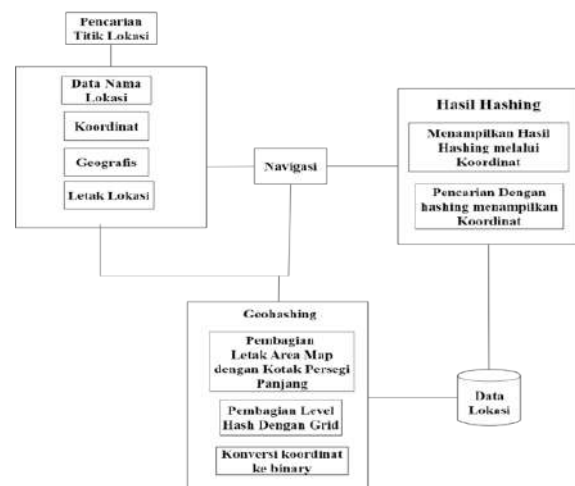 Pencarian
Titik Lokasi
Data Nama
Lokasi
Koordinat
Geografis
Letak Lokasi
Navigasi
Hasil Hashing
Menampilkan Hasil
Hashing melalui
Koordinat
Pencarian Dengan
hashing menampilkan
Koordinat
Geohashing
Pembagian
Letak Area Map
dengan Kotak Persegi
Panjang
Pembagian Level
Hash Dengan Grid
Konversi koordinat
ke binary
Data
Lokasi